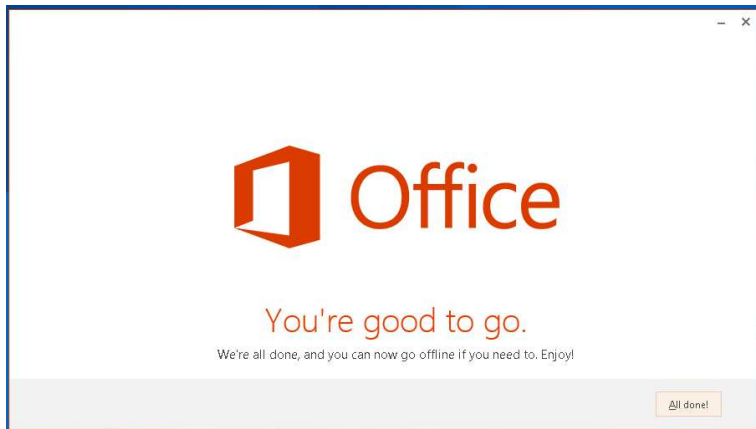 Office
You're good to go.
We're all done, and you can now go offline if you need to. Enjoy!
All done!